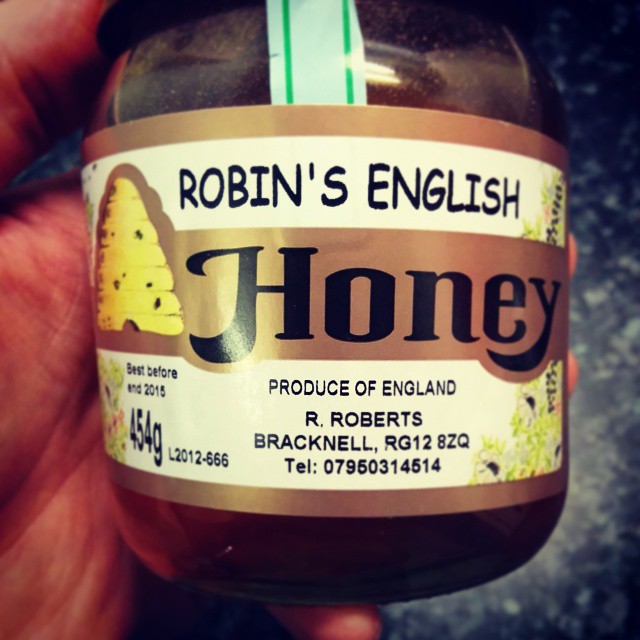 ROBIN'S ENGLISH
Honey
Best before
end 2015
454g
L2012-666
PRODUCE OF ENGLAND
R. ROBERTS
BRACKNELL, RG12 8ZQ
Tel: 07950314514